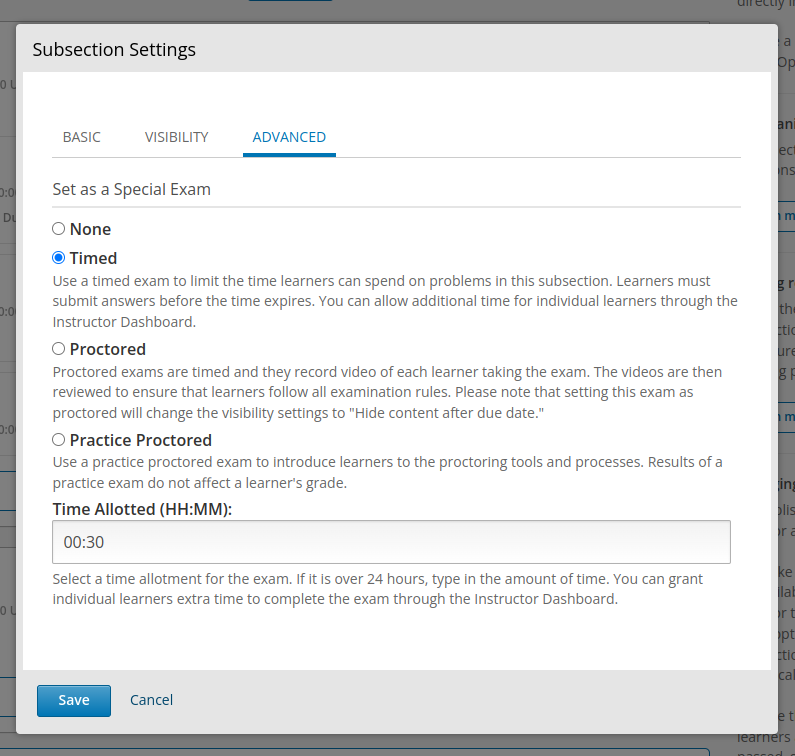 Subsection Settings
BASIC VISIBILITY ADVANCED
Set as a Special Exam
None
Timed
Use a timed exam to limit the time learners can spend on problems in this subsection. Learners must
submit answers before the time expires. You can allow additional time for individual learners through the
Instructor Dashboard.
Proctored
Proctored exams are timed and they record video of each learner taking the exam. The videos are then
reviewed to ensure that learners follow all examination rules. Please note that setting this exam as
proctored will change the visibility settings to "Hide content after due date."
Practice Proctored
Use a practice proctored exam to introduce learners to the proctoring tools and processes. Results of a
practice exam do not affect a learner's grade.
Time Allotted (HH:MM):
00:30
Select a time allotment for the exam. If it is over 24 hours, type in the amount of time. You can grant
individual learners extra time to complete the exam through the Instructor Dashboard.
Save Cancel
learners